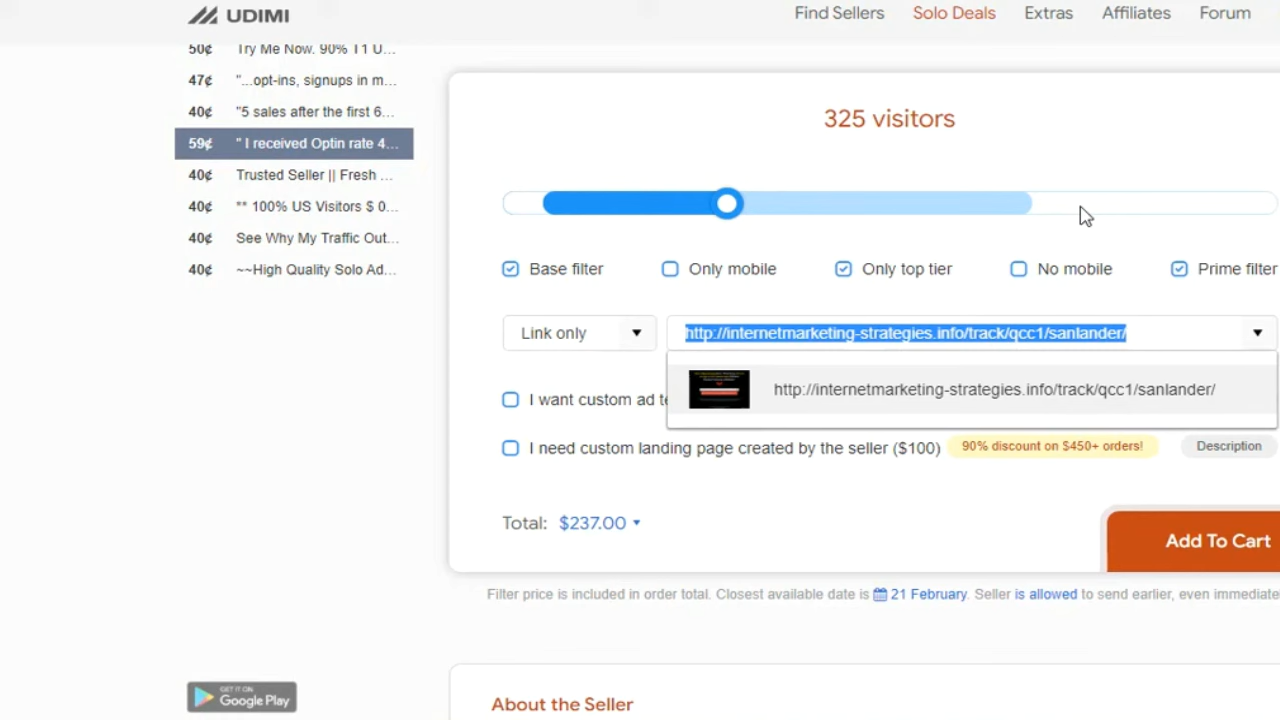 UDIMI
Find Sellers Solo Deals Extras Affiliates Forum
50¢ Try Me Now. 90% T1 U...
47¢ "...opt-ins, signups in m...
40¢ "5 sales after the first 6...
59¢ " I received Optin rate 4...
40¢ Trusted Seller || Fresh ...
40¢ ** 100% US Visitors $ 0...
40¢ See Why My Traffic Out...
40¢ ~~High Quality Solo Ad...
325 visitors
Base filter Only mobile Only top tier No mobile Prime filter
Link only http://internetmarketing-strategies.info/track/qcc1/sanlander/
http://internetmarketing-strategies.info/track/qcc1/sanlander/
I want custom ad te
I need custom landing page created by the seller ($100) 90% discount on $450+ orders! Description
Total: $237.00
Add To Cart
Filter price is included in order total. Closest available date is 21 February. Seller is allowed to send earlier, even immediate
About the Seller
GET IT ON
Google Play